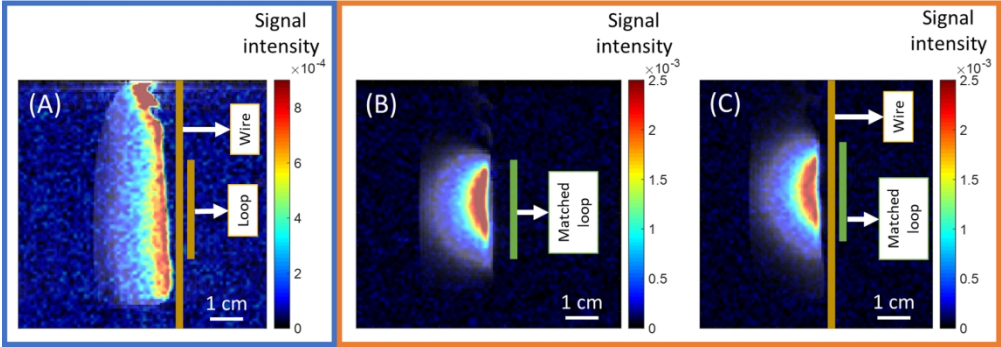 Signal
intensity
×10⁻⁴
(A)
8
6
4
2
0
Wire
Loop
1 cm
Signal
intensity
×10⁻³
(B)
2.5
2
1.5
1
0.5
0
Matched
loop
1 cm
Signal
intensity
×10⁻³
(C)
2.5
2
1.5
1
0.5
0
Wire
Matched
loop
1 cm